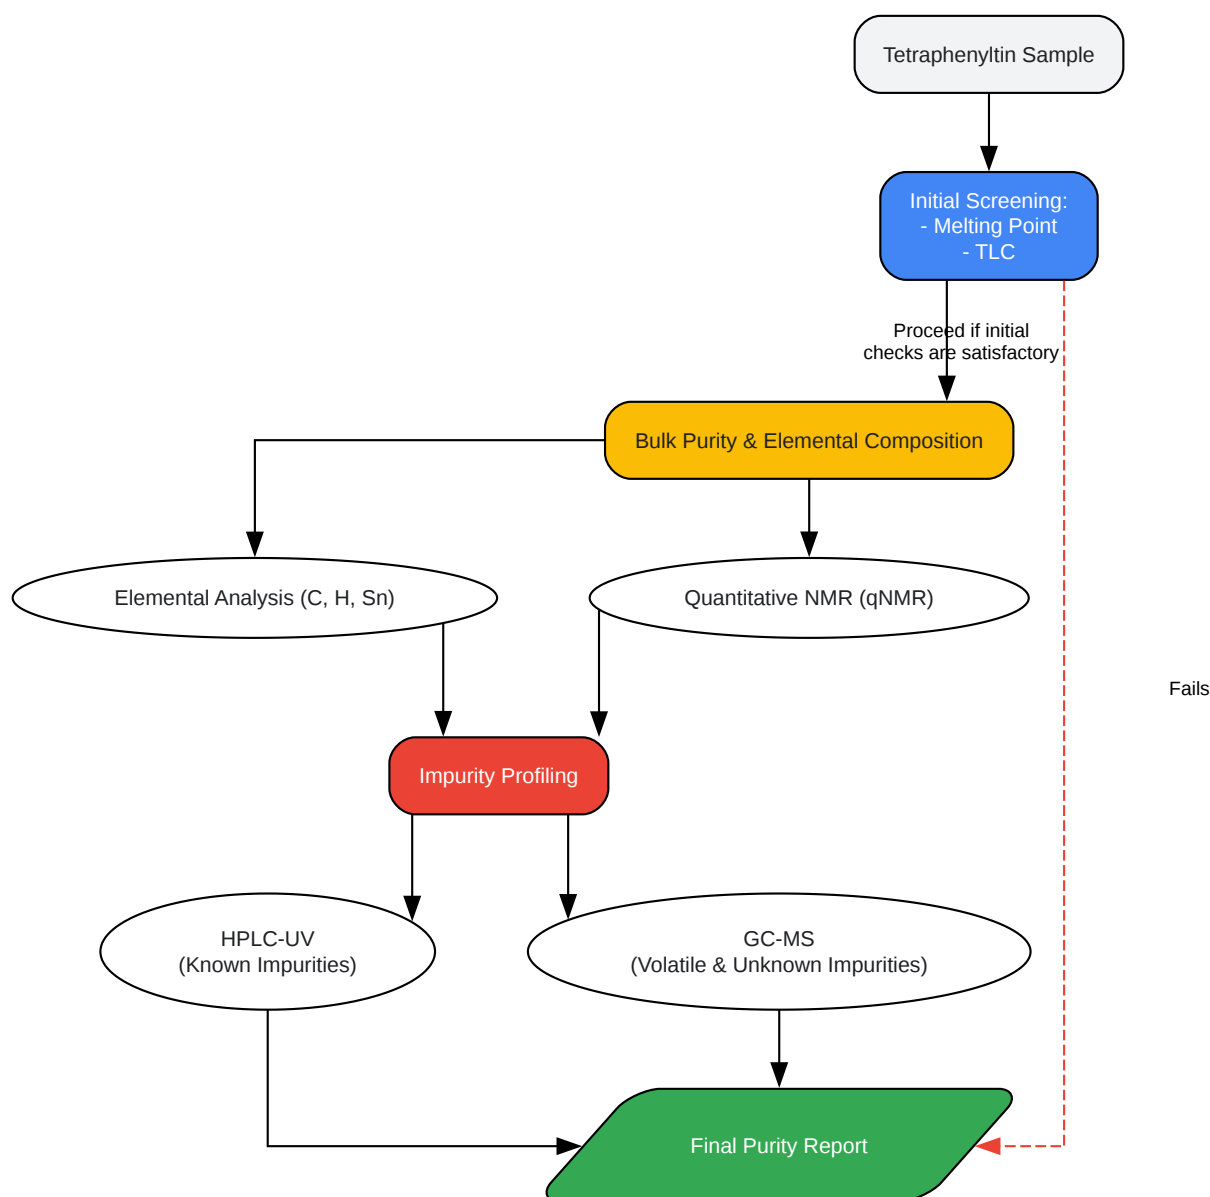 Tetraphenyltin Sample
Initial Screening:
- Melting Point
- TLC
Proceed if initial
checks are satisfactory
Bulk Purity & Elemental Composition
Elemental Analysis (C, H, Sn)
Quantitative NMR (qNMR)
Fails
Impurity Profiling
HPLC-UV
(Known Impurities)
GC-MS
(Volatile & Unknown Impurities)
Final Purity Report